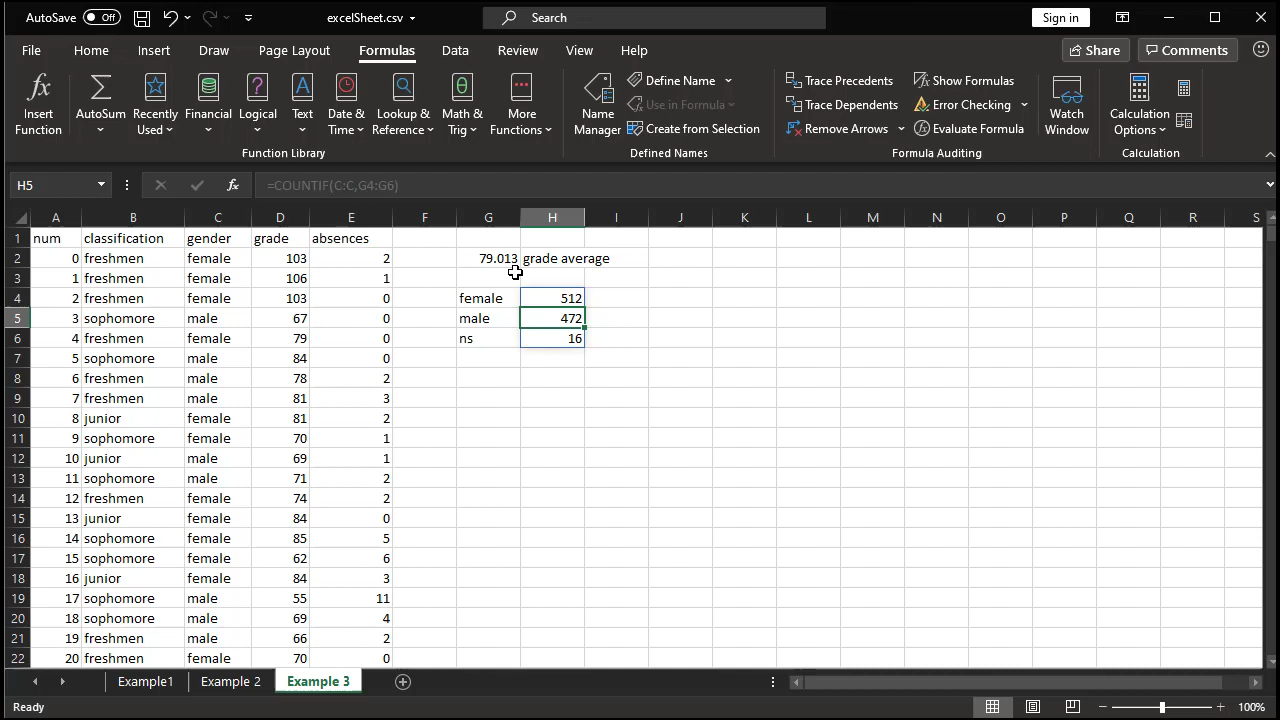 AutoSave Off excelSheet.csv Search Sign in
File Home Insert Draw Page Layout Formulas Data Review View Help Share Comments
fx Insert Function
AutoSum
Recently Used
Financial
Logical
Text
Date & Time
Lookup & Reference
Math & Trig
More Functions
Function Library
Name Manager
Define Name
Use in Formula
Create from Selection
Defined Names
Trace Precedents
Trace Dependents
Remove Arrows
Show Formulas
Error Checking
Evaluate Formula
Formula Auditing
Watch Window
Calculation Options
Calculation
H5 fx =COUNTIF(C:C,G4:G6)
A B C D E F G H I J K L M N O P Q R S
1 num classification gender grade absences
2 0 freshmen female 103 2 79.013 grade average
3 1 freshmen female 106 1
4 2 freshmen female 103 0 female 512
5 3 sophomore male 67 0 male 472
6 4 freshmen female 79 0 ns 16
7 5 sophomore male 84 0
8 6 freshmen male 78 2
9 7 freshmen male 81 3
10 8 junior female 81 2
11 9 sophomore female 70 1
12 10 junior male 69 1
13 11 sophomore male 71 2
14 12 freshmen female 74 2
15 13 junior female 84 0
16 14 sophomore female 85 5
17 15 sophomore female 62 6
18 16 junior female 84 3
19 17 sophomore male 55 11
20 18 sophomore male 69 4
21 19 freshmen male 66 2
22 20 freshmen female 70 0
Example1 Example 2 Example 3
Ready 100%